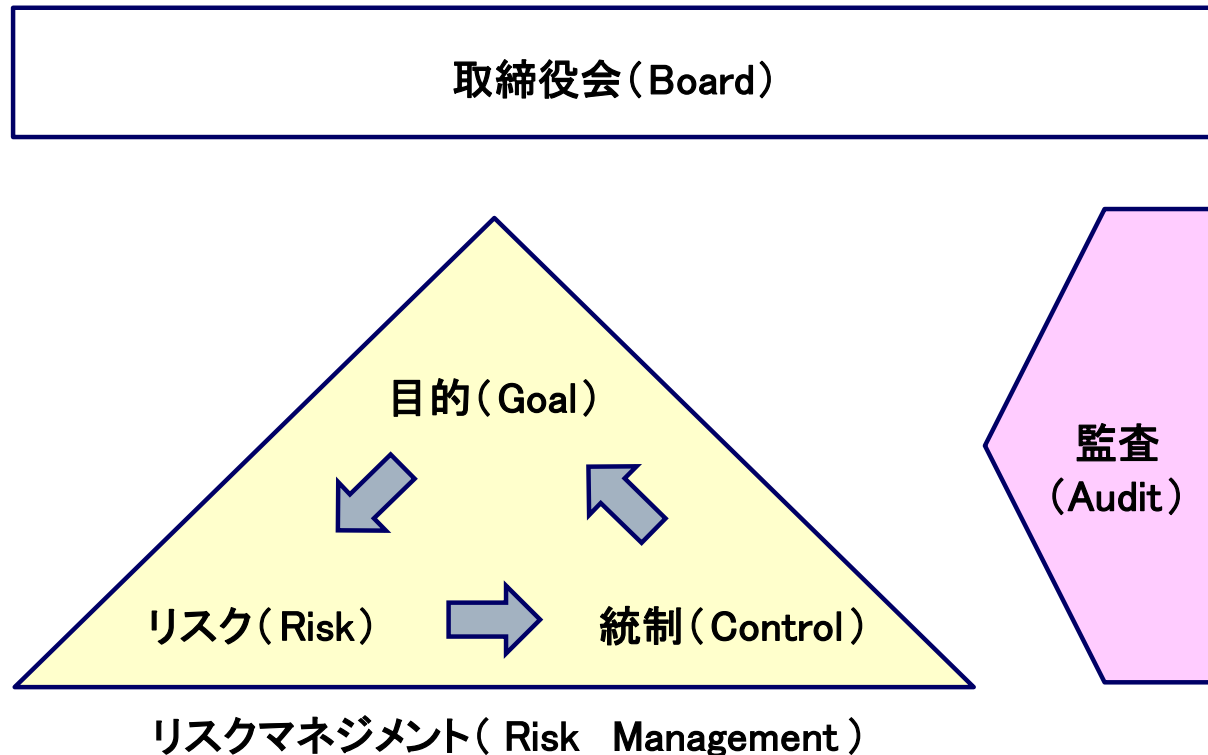 取締役会（Board）
目的（Goal）
監査
（Audit）
リスク（Risk）
統制（Control）
リスクマネジメント（ Risk　Management ）